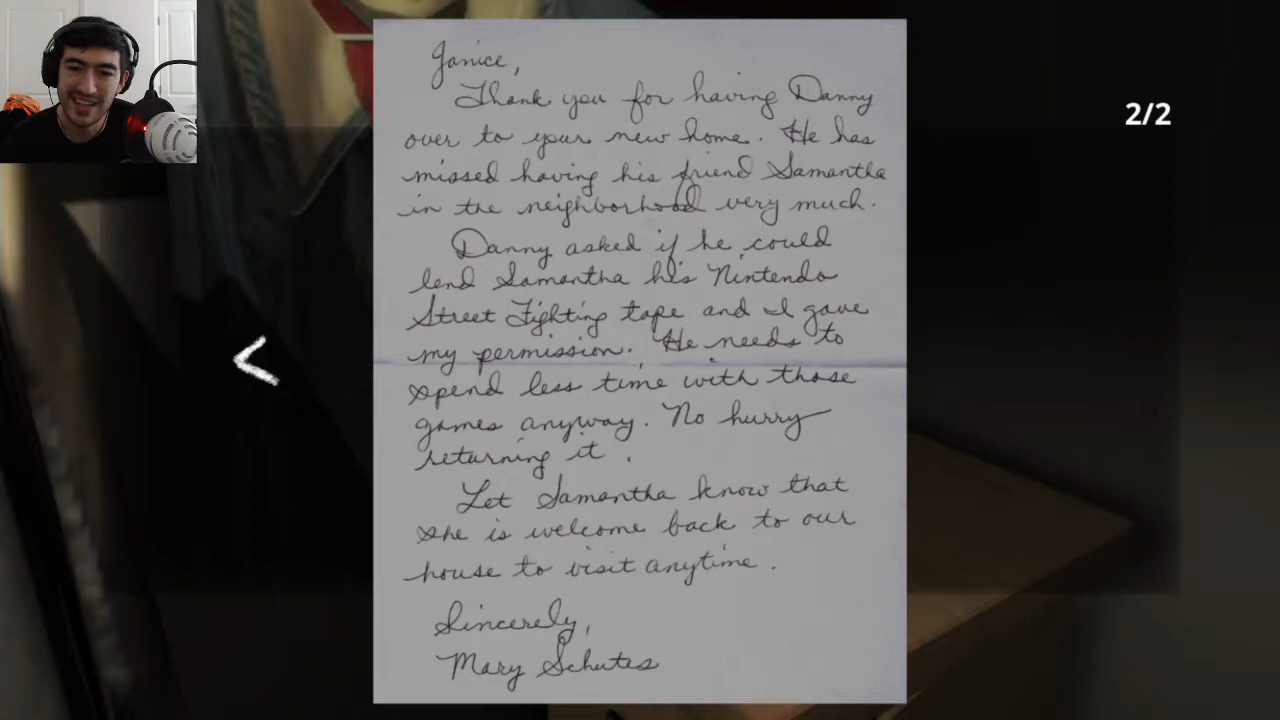 Janice,
Thank you for having Danny
over to your new home. He has
missed having his friend Samantha
in the neighborhood very much.
Danny asked if he could
lend Samantha his Nintendo
Street Fighting tape and I gave
my permission. He needs to
spend less time with those
games anyway. No hurry
returning it.
Let Samantha know that
she is welcome back to our
house to visit anytime.
Sincerely,
Mary Schutes
2/2